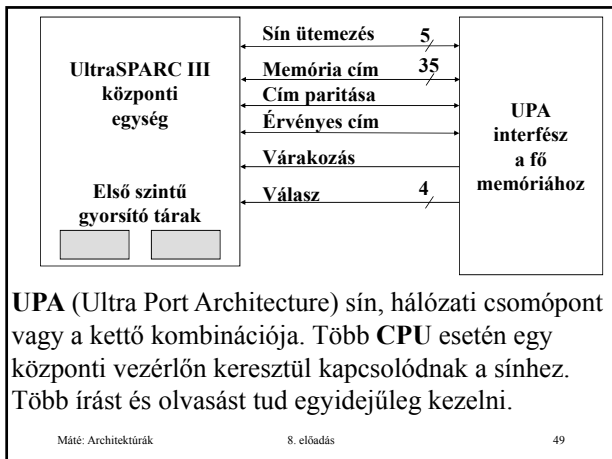 Sín ütemezés 5
UltraSPARC III
központi
egység
Memória cím 35
Cím paritása
Érvényes cím
Várakozás
Válasz 4
Első szintű
gyorsító tárak
UPA
interfész
a fő
memóriához
UPA (Ultra Port Architecture) sín, hálózati csomópont
vagy a kettő kombinációja. Több CPU esetén egy
központi vezérlőn keresztül kapcsolódnak a sínhez.
Több írást és olvasást tud egyidejűleg kezelni.
Máté: Architektúrák 8. előadás 49